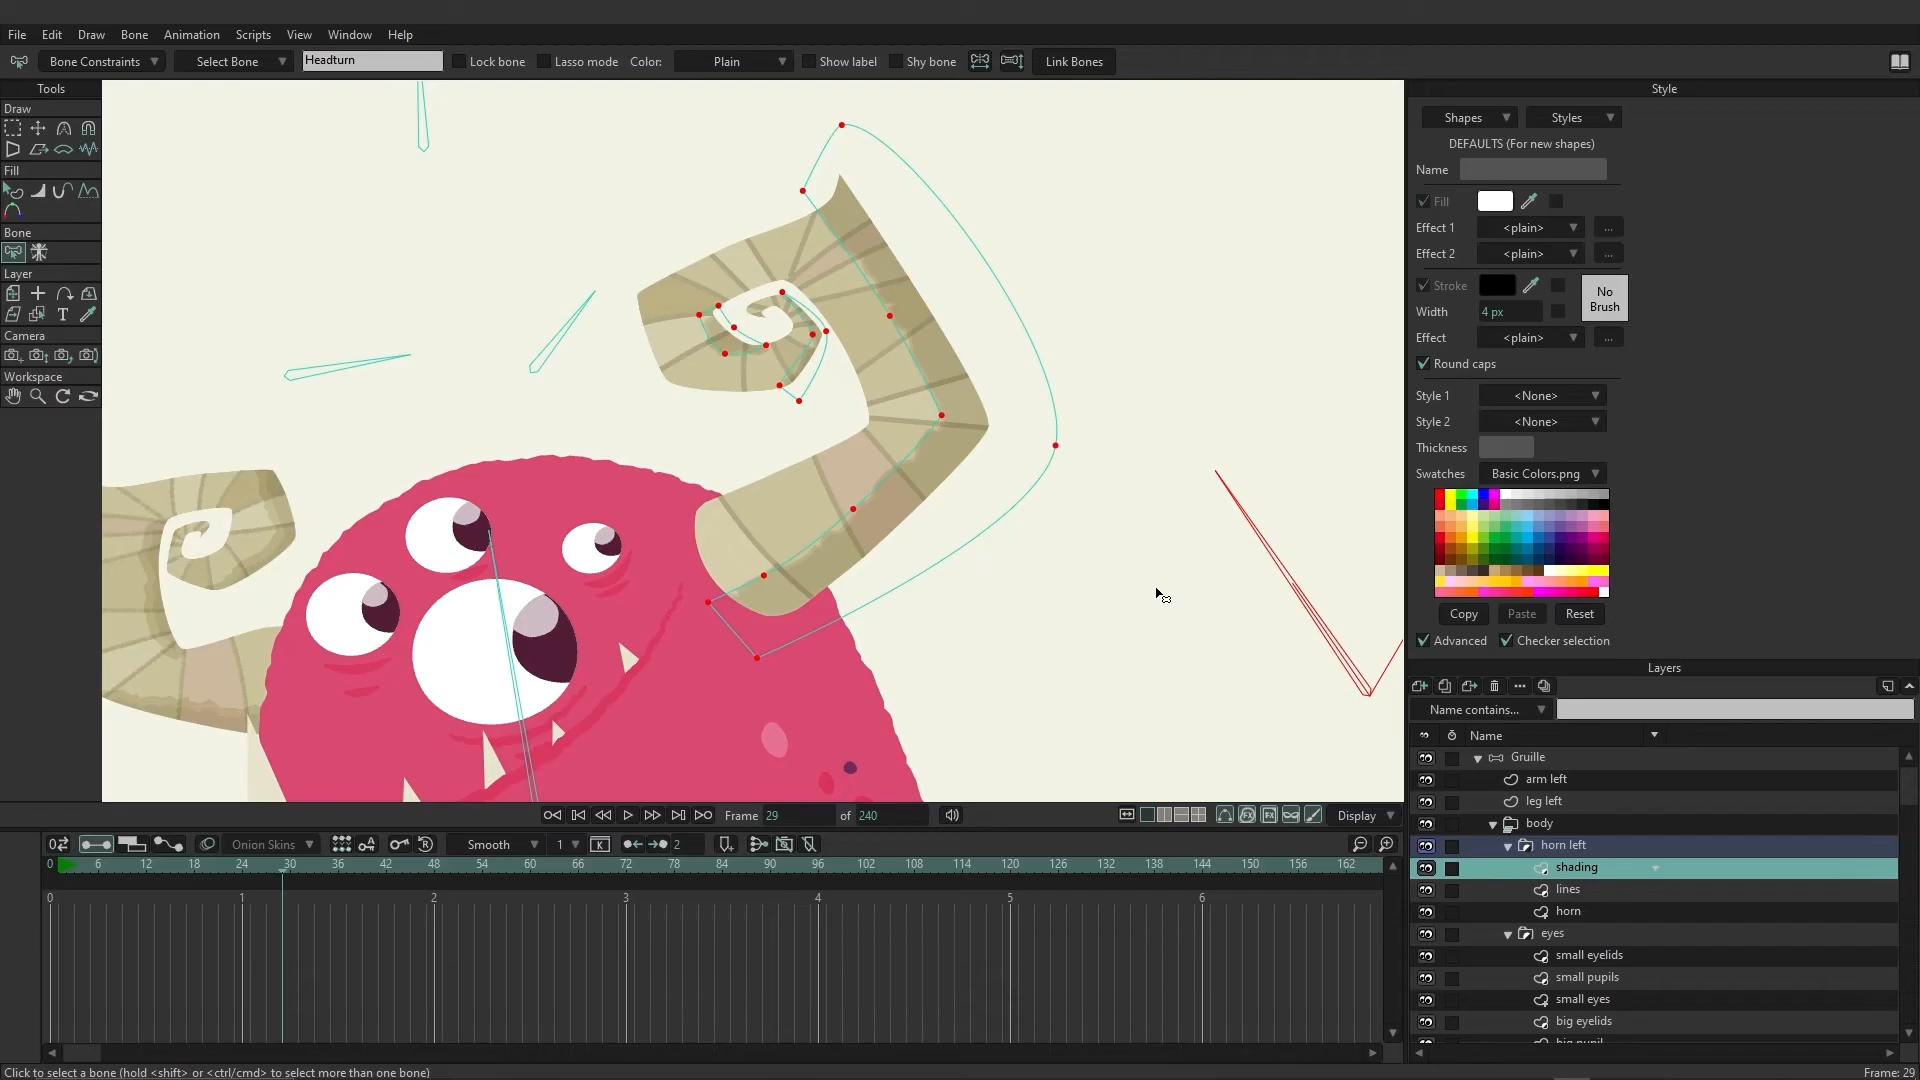 File Edit Draw Bone Animation Scripts View Window Help
Bone Constraints Select Bone Headturn Lock bone Lasso mode Color: Plain Show label Shy bone Link Bones
Tools
Draw
Fill
Bone
Layer
Camera
Workspace
Style
Shapes Styles
DEFAULTS (For new shapes)
Name
Fill
Effect 1 <plain> ...
Effect 2 <plain> ...
Stroke No Brush
Width 4 px
Effect <plain> ...
Round caps
Style 1 <None>
Style 2 <None>
Thickness
Swatches Basic Colors.png
Copy Paste Reset
Advanced Checker selection
Layers
Name contains...
Name
Gruille
arm left
leg left
body
horn left
shading
lines
horn
eyes
small eyelids
small pupils
small eyes
big eyelids
Frame 29 of 240 Display
Onion Skins Smooth 1 K 2
0 6 12 18 24 30 36 42 48 54 60 66 72 78 84 90 96 102 108 114 120 126 132 138 144 150 156 162
0 1 2 3 4 5 6
Click to select a bone (hold <shift> or <ctrl/cmd> to select more than one bone) Frame: 29